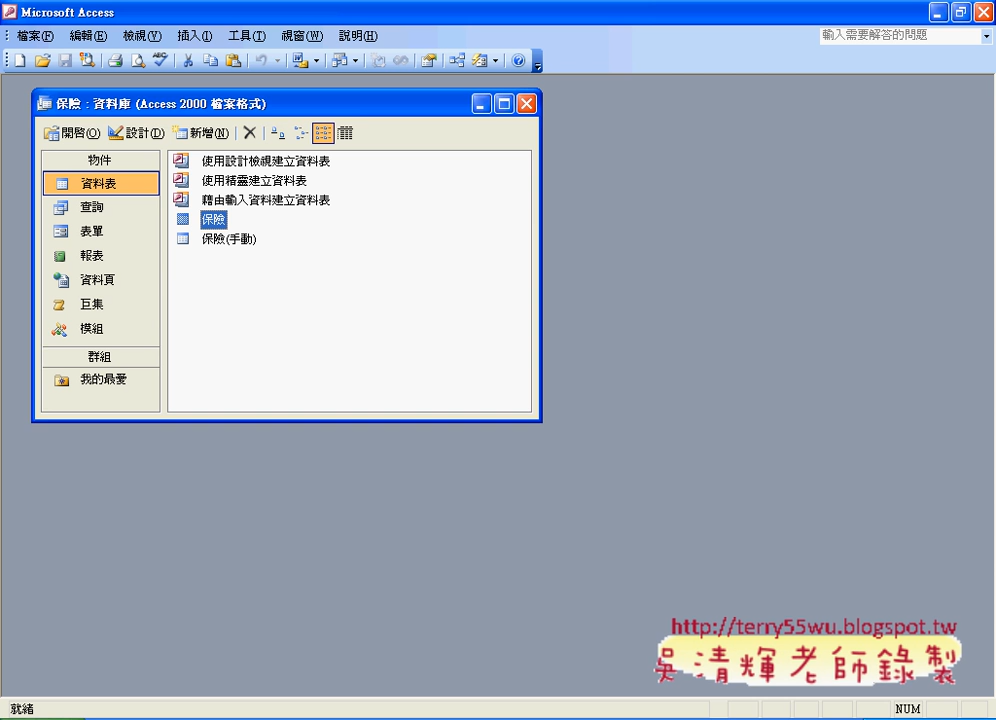 Microsoft Access
檔案(F) 編輯(E) 檢視(V) 插入(I) 工具(T) 視窗(W) 說明(H) 輸入需要解答的問題
保險 : 資料庫 (Access 2000 檔案格式)
開啓(O) 設計(D) 新增(N)
物件
資料表
查詢
表單
報表
資料頁
巨集
模組
群組
我的最愛
使用設計檢視建立資料表
使用精靈建立資料表
藉由輸入資料建立資料表
保險
保險(手動)
http://terry55wu.blogspot.tw
吳清輝老師錄製
就緒 NUM